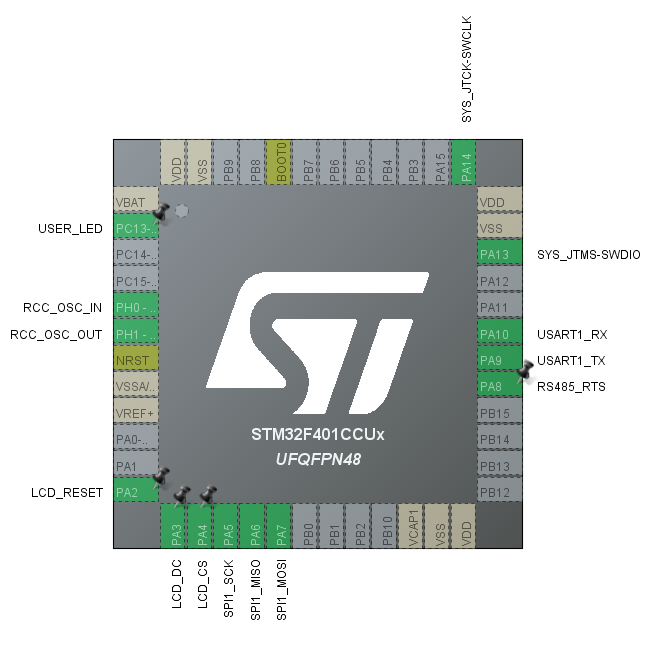 SYS_JTCK-SWCLK
VDD
VSS
PB9
PB8
BOOT0
PB7
PB6
PB5
PB4
PB3
PA15
PA14
VBAT
USER_LED
PC13-..
PC14-..
PC15-..
RCC_OSC_IN
PH0 - ..
RCC_OSC_OUT
PH1 - ..
NRST
VSSA/..
VREF+
PA0-..
PA1
LCD_RESET
PA2
VDD
VSS
PA13
SYS_JTMS-SWDIO
PA12
PA11
PA10
USART1_RX
PA9
USART1_TX
PA8
RS485_RTS
PB15
PB14
PB13
PB12
ST
STM32F401CCUx
UFQFPN48
PA3
PA4
PA5
PA6
PA7
PB0
PB1
PB2
PB10
VCAP1
VSS
VDD
LCD_DC
LCD_CS
SPI1_SCK
SPI1_MISO
SPI1_MOSI